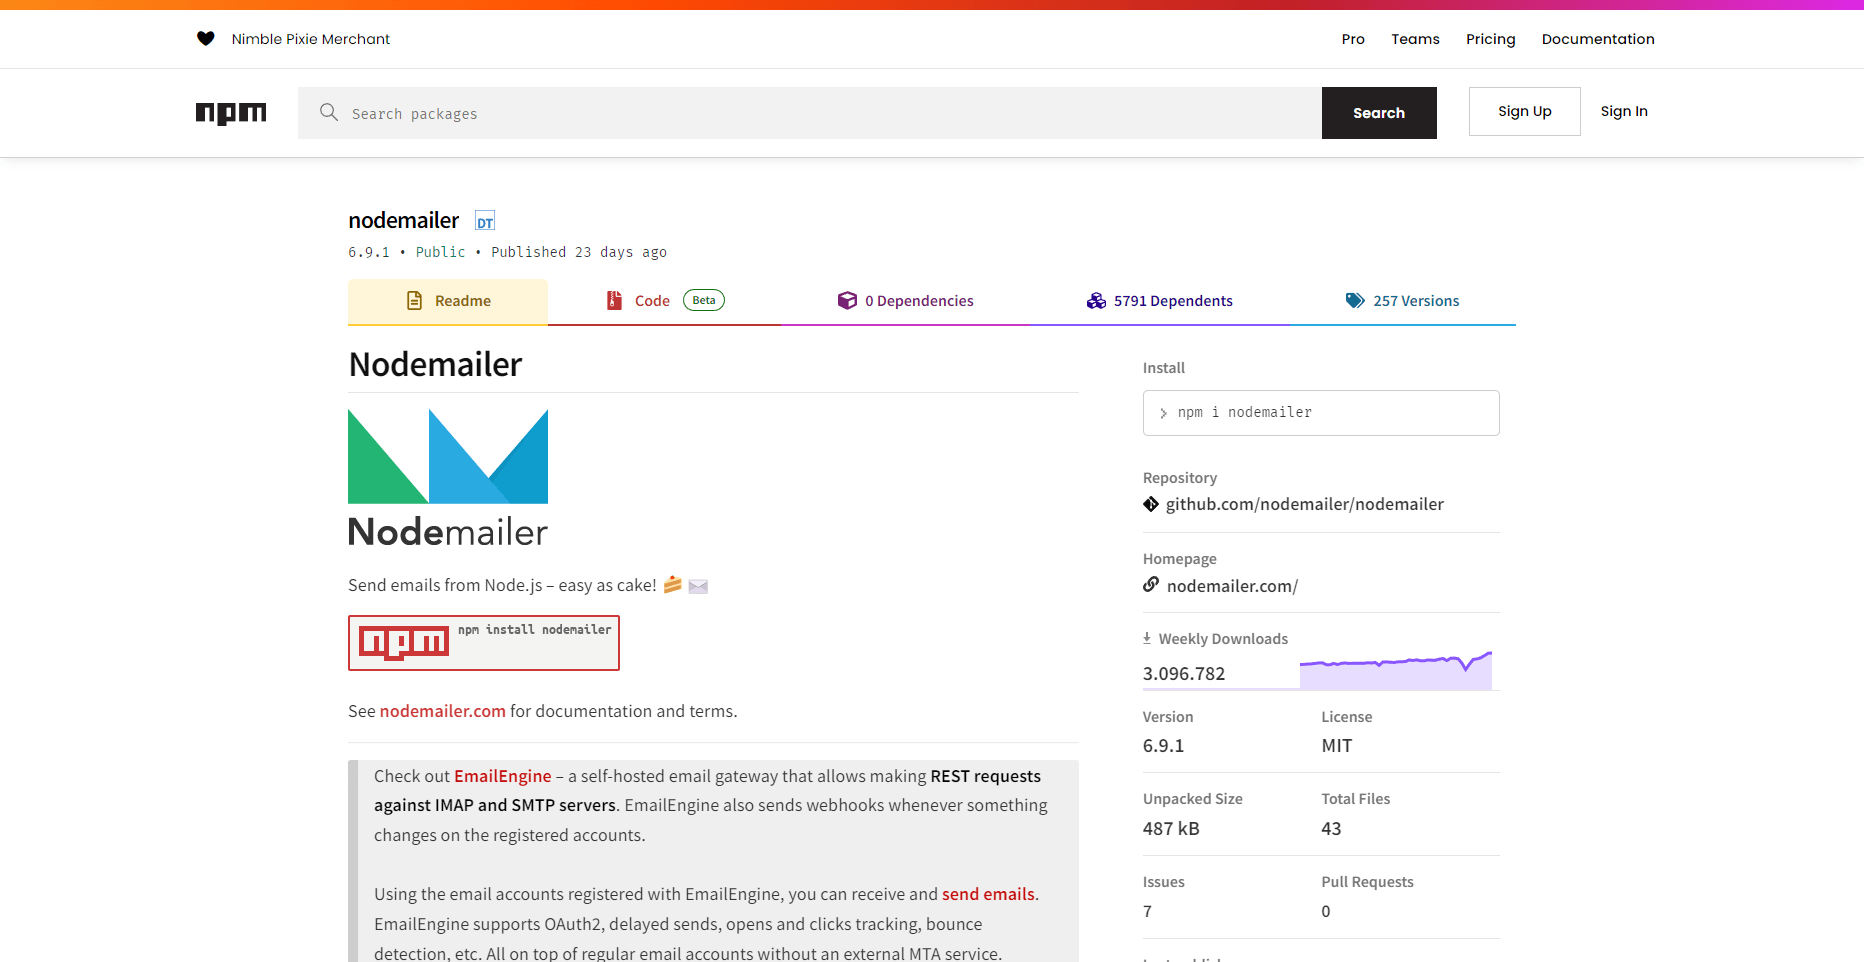 Nimble Pixie Merchant
Pro Teams Pricing Documentation
npm
Search packages
Search
Sign Up
Sign In
nodemailer DT
6.9.1 • Public • Published 23 days ago
Readme
Code Beta
0 Dependencies
5791 Dependents
257 Versions
Nodemailer
Nodemailer
Send emails from Node.js – easy as cake! 🍰 ✉️
npm npm install nodemailer
See nodemailer.com for documentation and terms.
Check out EmailEngine – a self-hosted email gateway that allows making REST requests
against IMAP and SMTP servers. EmailEngine also sends webhooks whenever something
changes on the registered accounts.
Using the email accounts registered with EmailEngine, you can receive and send emails.
EmailEngine supports OAuth2, delayed sends, opens and clicks tracking, bounce
detection, etc. All on top of regular email accounts without an external MTA service.
Install
npm i nodemailer
Repository
github.com/nodemailer/nodemailer
Homepage
nodemailer.com/
Weekly Downloads
3.096.782
Version License
6.9.1 MIT
Unpacked Size Total Files
487 kB 43
Issues Pull Requests
7 0